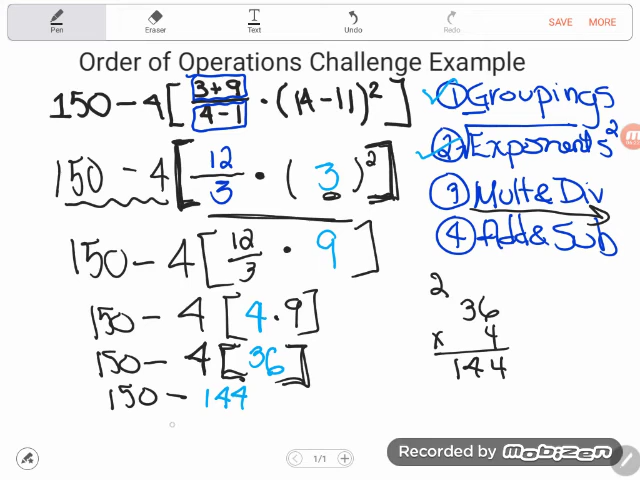 Pen
Eraser
Text
Undo
Redo
SAVE
MORE
Order of Operations Challenge Example
150 - 4[ (3+9)/(4-1) · (14-11)² ]
150 - 4[ 12/3 · ( 3 )² ]
150 - 4[ 12/3 · 9 ]
150 - 4 [4 · 9]
150 - 4 [36]
150 - 144
① Groupings
② Exponents²
③ Mult & Div
④ Add & Sub
2
36
x 4
144
1/1
Recorded by mobizen